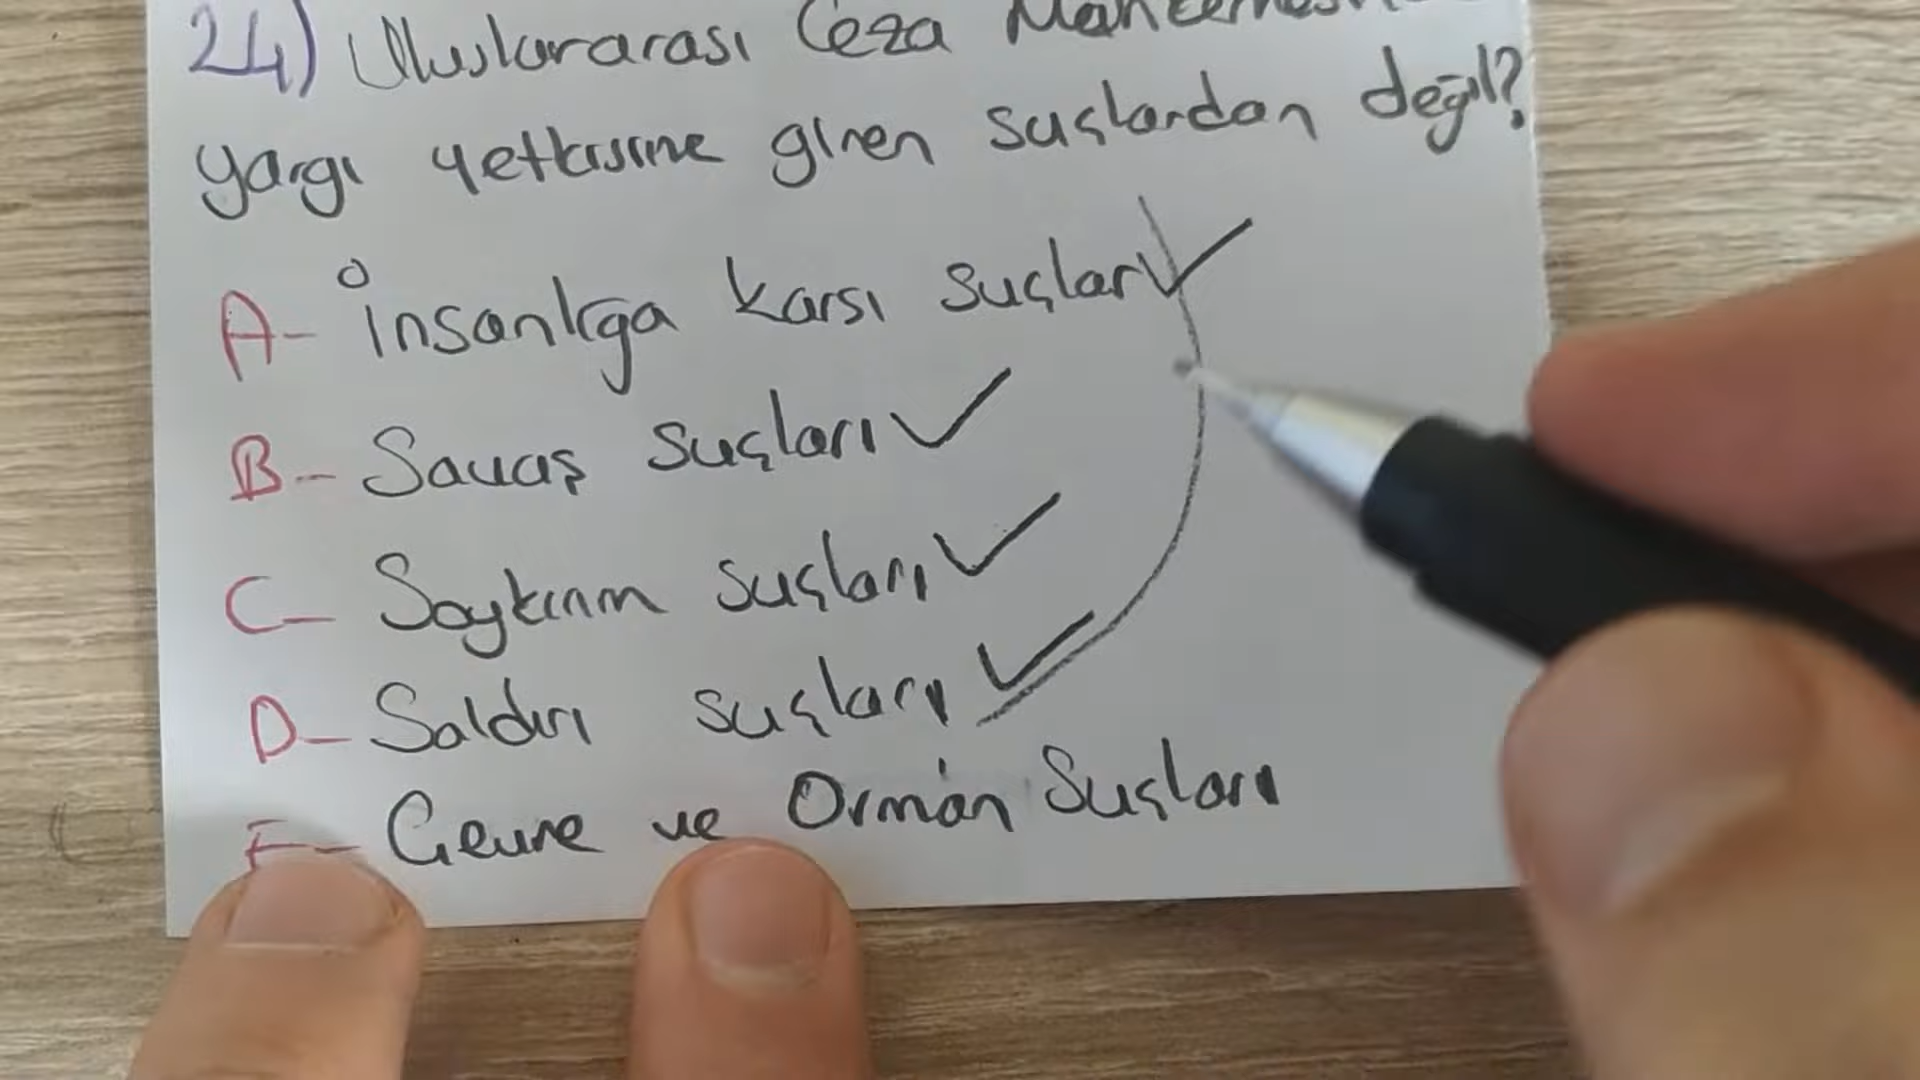 24) Uluslararası Ceza
yargı yetkisine giren suçlardan değil?
A- İnsanlığa karsı suçlar
B- Savaş suçları
C- Soykırım suçları
D- Saldırı suçları
E- Çevre ve Orman Suçları